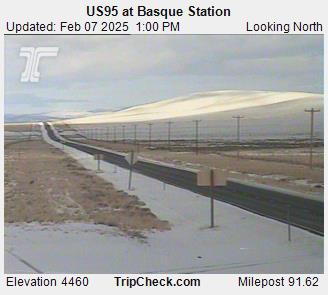 US95 at Basque Station
Updated: Feb 07 2025 1:00 PM Looking North
Elevation 4460 TripCheck.com Milepost 91.62